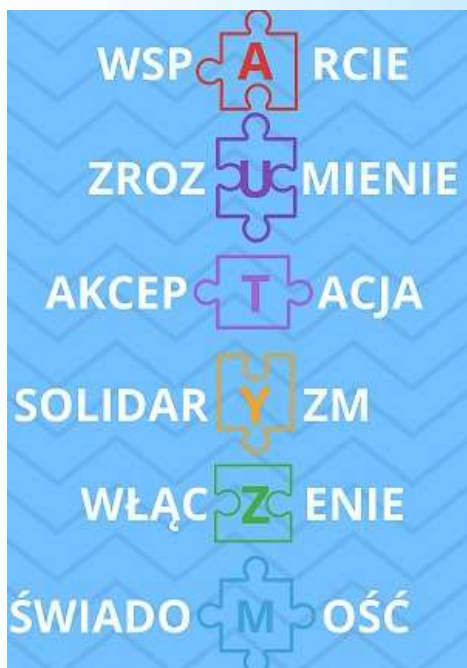 WSPARCIE
ZROZUMIENIE
AKCEPTACJA
SOLIDARYZM
WŁĄCZENIE
ŚWIADOMOŚĆ